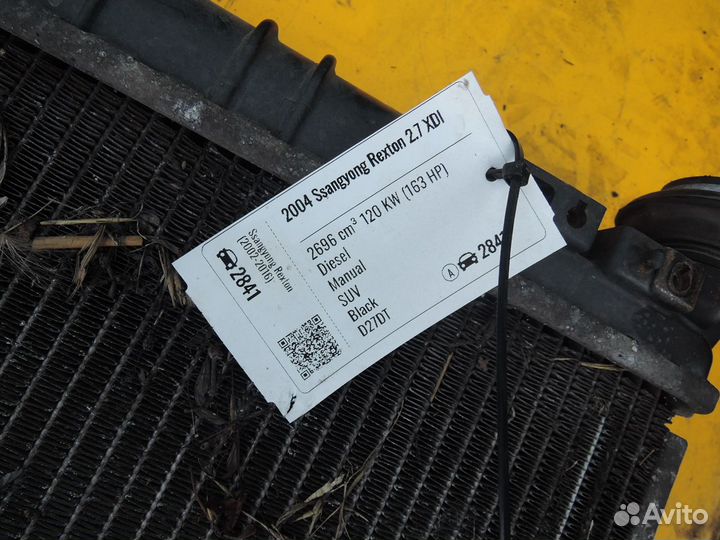 2004 Ssangyong Rexton 2.7 XDI
2696 cm³ 120 KW (163 HP)
Diesel
Manual
SUV
Black
D27DT
A
Ssangyong Rexton
(2002-2016)
2841
Avito